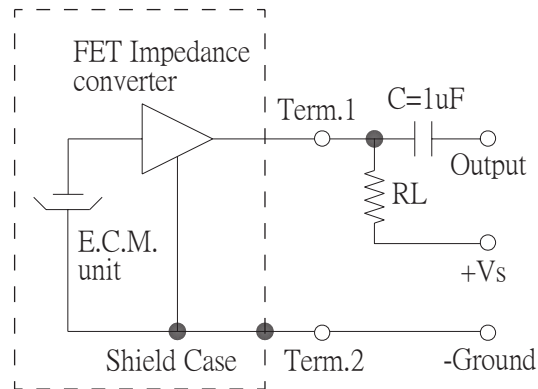 FET Impedance
converter
Term.1
C=1uF
Output
RL
E.C.M.
unit
+Vs
Shield Case
Term.2
-Ground